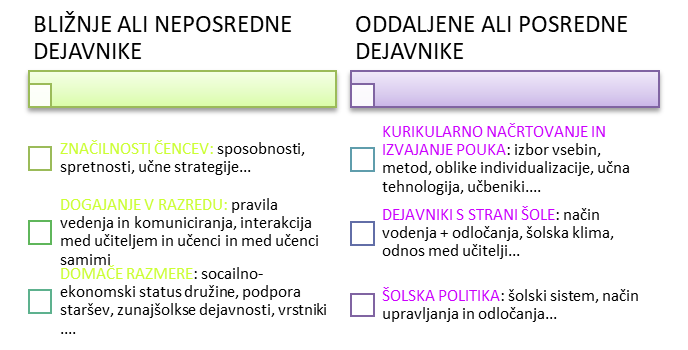 BLIŽNJE ALI NEPOSREDNE
DEJAVNIKE
ZNAČILNOSTI ČENCEV: sposobnosti,
spretnosti, učne strategije...
DOGAJANJE V RAZREDU: pravila
vedenja in komuniciranja, interakcija
med učiteljem in učenci in med učenci
samimi
DOMAČE RAZMERE: socailno-
ekonomski status družine, podpora
staršev, zunajšolkse dejavnosti, vrstniki
....
ODDALJENE ALI POSREDNE
DEJAVNIKE
KURIKULARNO NAČRTOVANJE IN
IZVAJANJE POUKA: izbor vsebin,
metod, oblike individualizacije, učna
tehnologija, učbeniki....
DEJAVNIKI S STRANI ŠOLE: način
vodenja + odločanja, šolska klima,
odnos med učitelji...
ŠOLSKA POLITIKA: šolski sistem, način
upravljanja in odločanja...